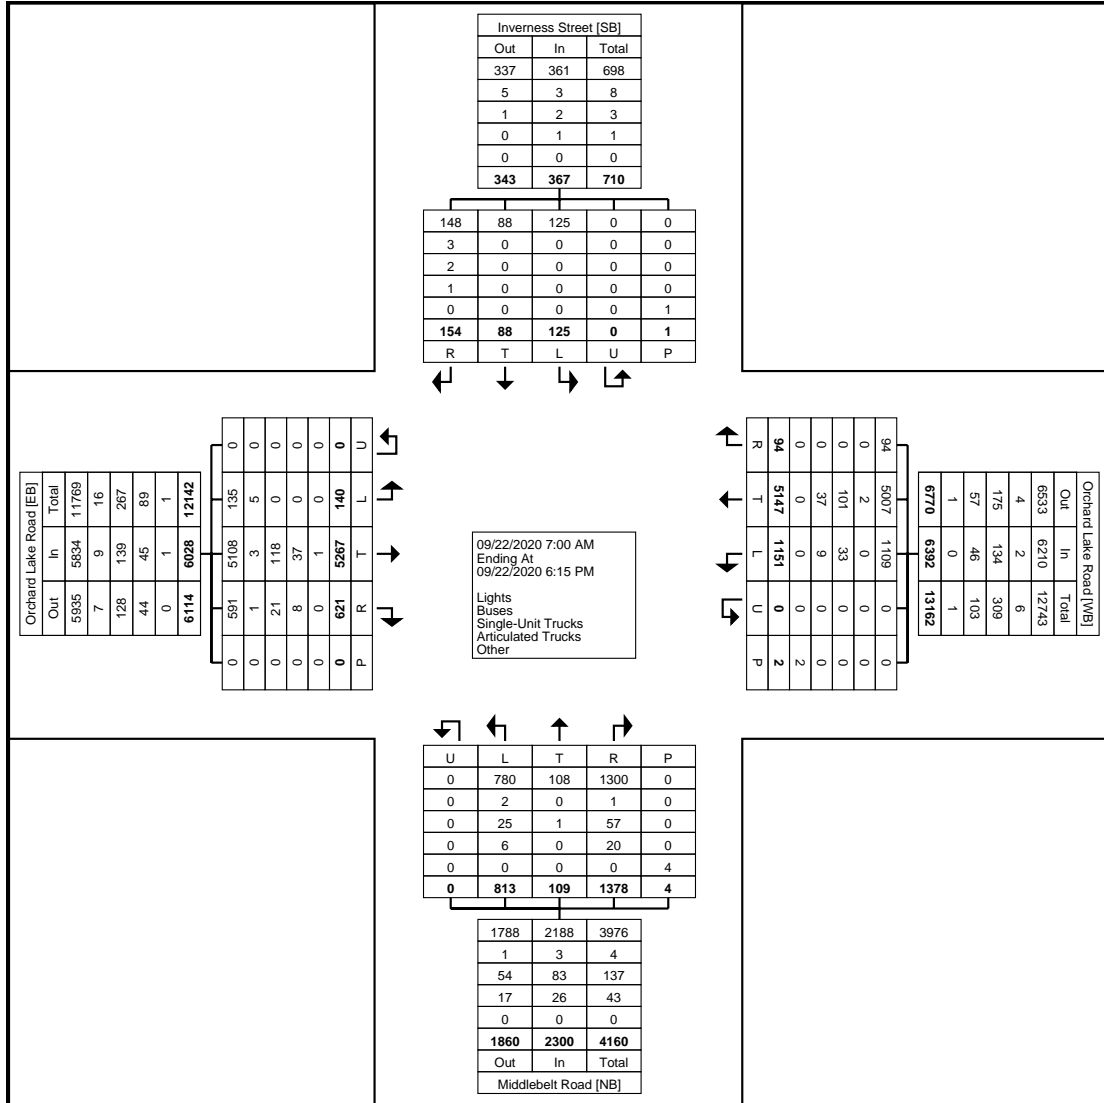 Inverness Street [SB]
Out In Total
337 361 698
5 3 8
1 2 3
0 1 1
0 0 0
343 367 710
148 88 125 0 0
3 0 0 0 0
2 0 0 0 0
1 0 0 0 0
0 0 0 0 1
154 88 125 0 1
R T L U P
Orchard Lake Road [EB]
Total 11769 16 267 89 1 12142
In 5834 9 139 45 1 6028
Out 5935 7 128 44 0 6114
0 0 0 0 0 0 U
135 5 0 0 0 140 L
5108 3 118 37 1 5267 T
591 1 21 8 0 621 R
0 0 0 0 0 0 P
09/22/2020 7:00 AM
Ending At
09/22/2020 6:15 PM
Lights
Buses
Single-Unit Trucks
Articulated Trucks
Other
R 94 0 0 0 0 94
T 5147 0 37 101 2 5007
L 1151 0 9 33 0 1109
U 0 0 0 0 0 0
P 2 2 0 0 0 0
Orchard Lake Road [WB]
Out 6533 4 175 57 1 6770
In 6210 2 134 46 0 6392
Total 12743 6 309 103 1 13162
U L T R P
0 780 108 1300 0
0 2 0 1 0
0 25 1 57 0
0 6 0 20 0
0 0 0 0 4
0 813 109 1378 4
1788 2188 3976
1 3 4
54 83 137
17 26 43
0 0 0
1860 2300 4160
Out In Total
Middlebelt Road [NB]